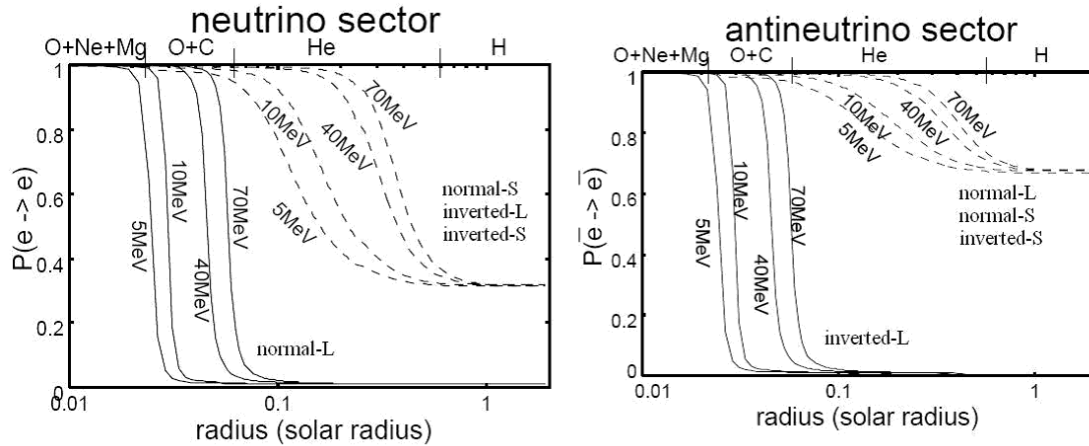 neutrino sector
O+Ne+Mg O+C He H
P(e -> e)
1
0.8
0.6
0.4
0.2
0
5MeV
10MeV
40MeV
70MeV
10MeV
40MeV
70MeV
5MeV
normal-S
inverted-L
inverted-S
normal-L
0.01 0.1 1
radius (solar radius)
antineutrino sector
O+Ne+Mg O+C He H
P(e̅ -> e̅)
1
0.8
0.6
0.4
0.2
0
5MeV
10MeV
40MeV
70MeV
10MeV
5MeV
40MeV
70MeV
normal-L
normal-S
inverted-S
inverted-L
0.01 0.1 1
radius (solar radius)